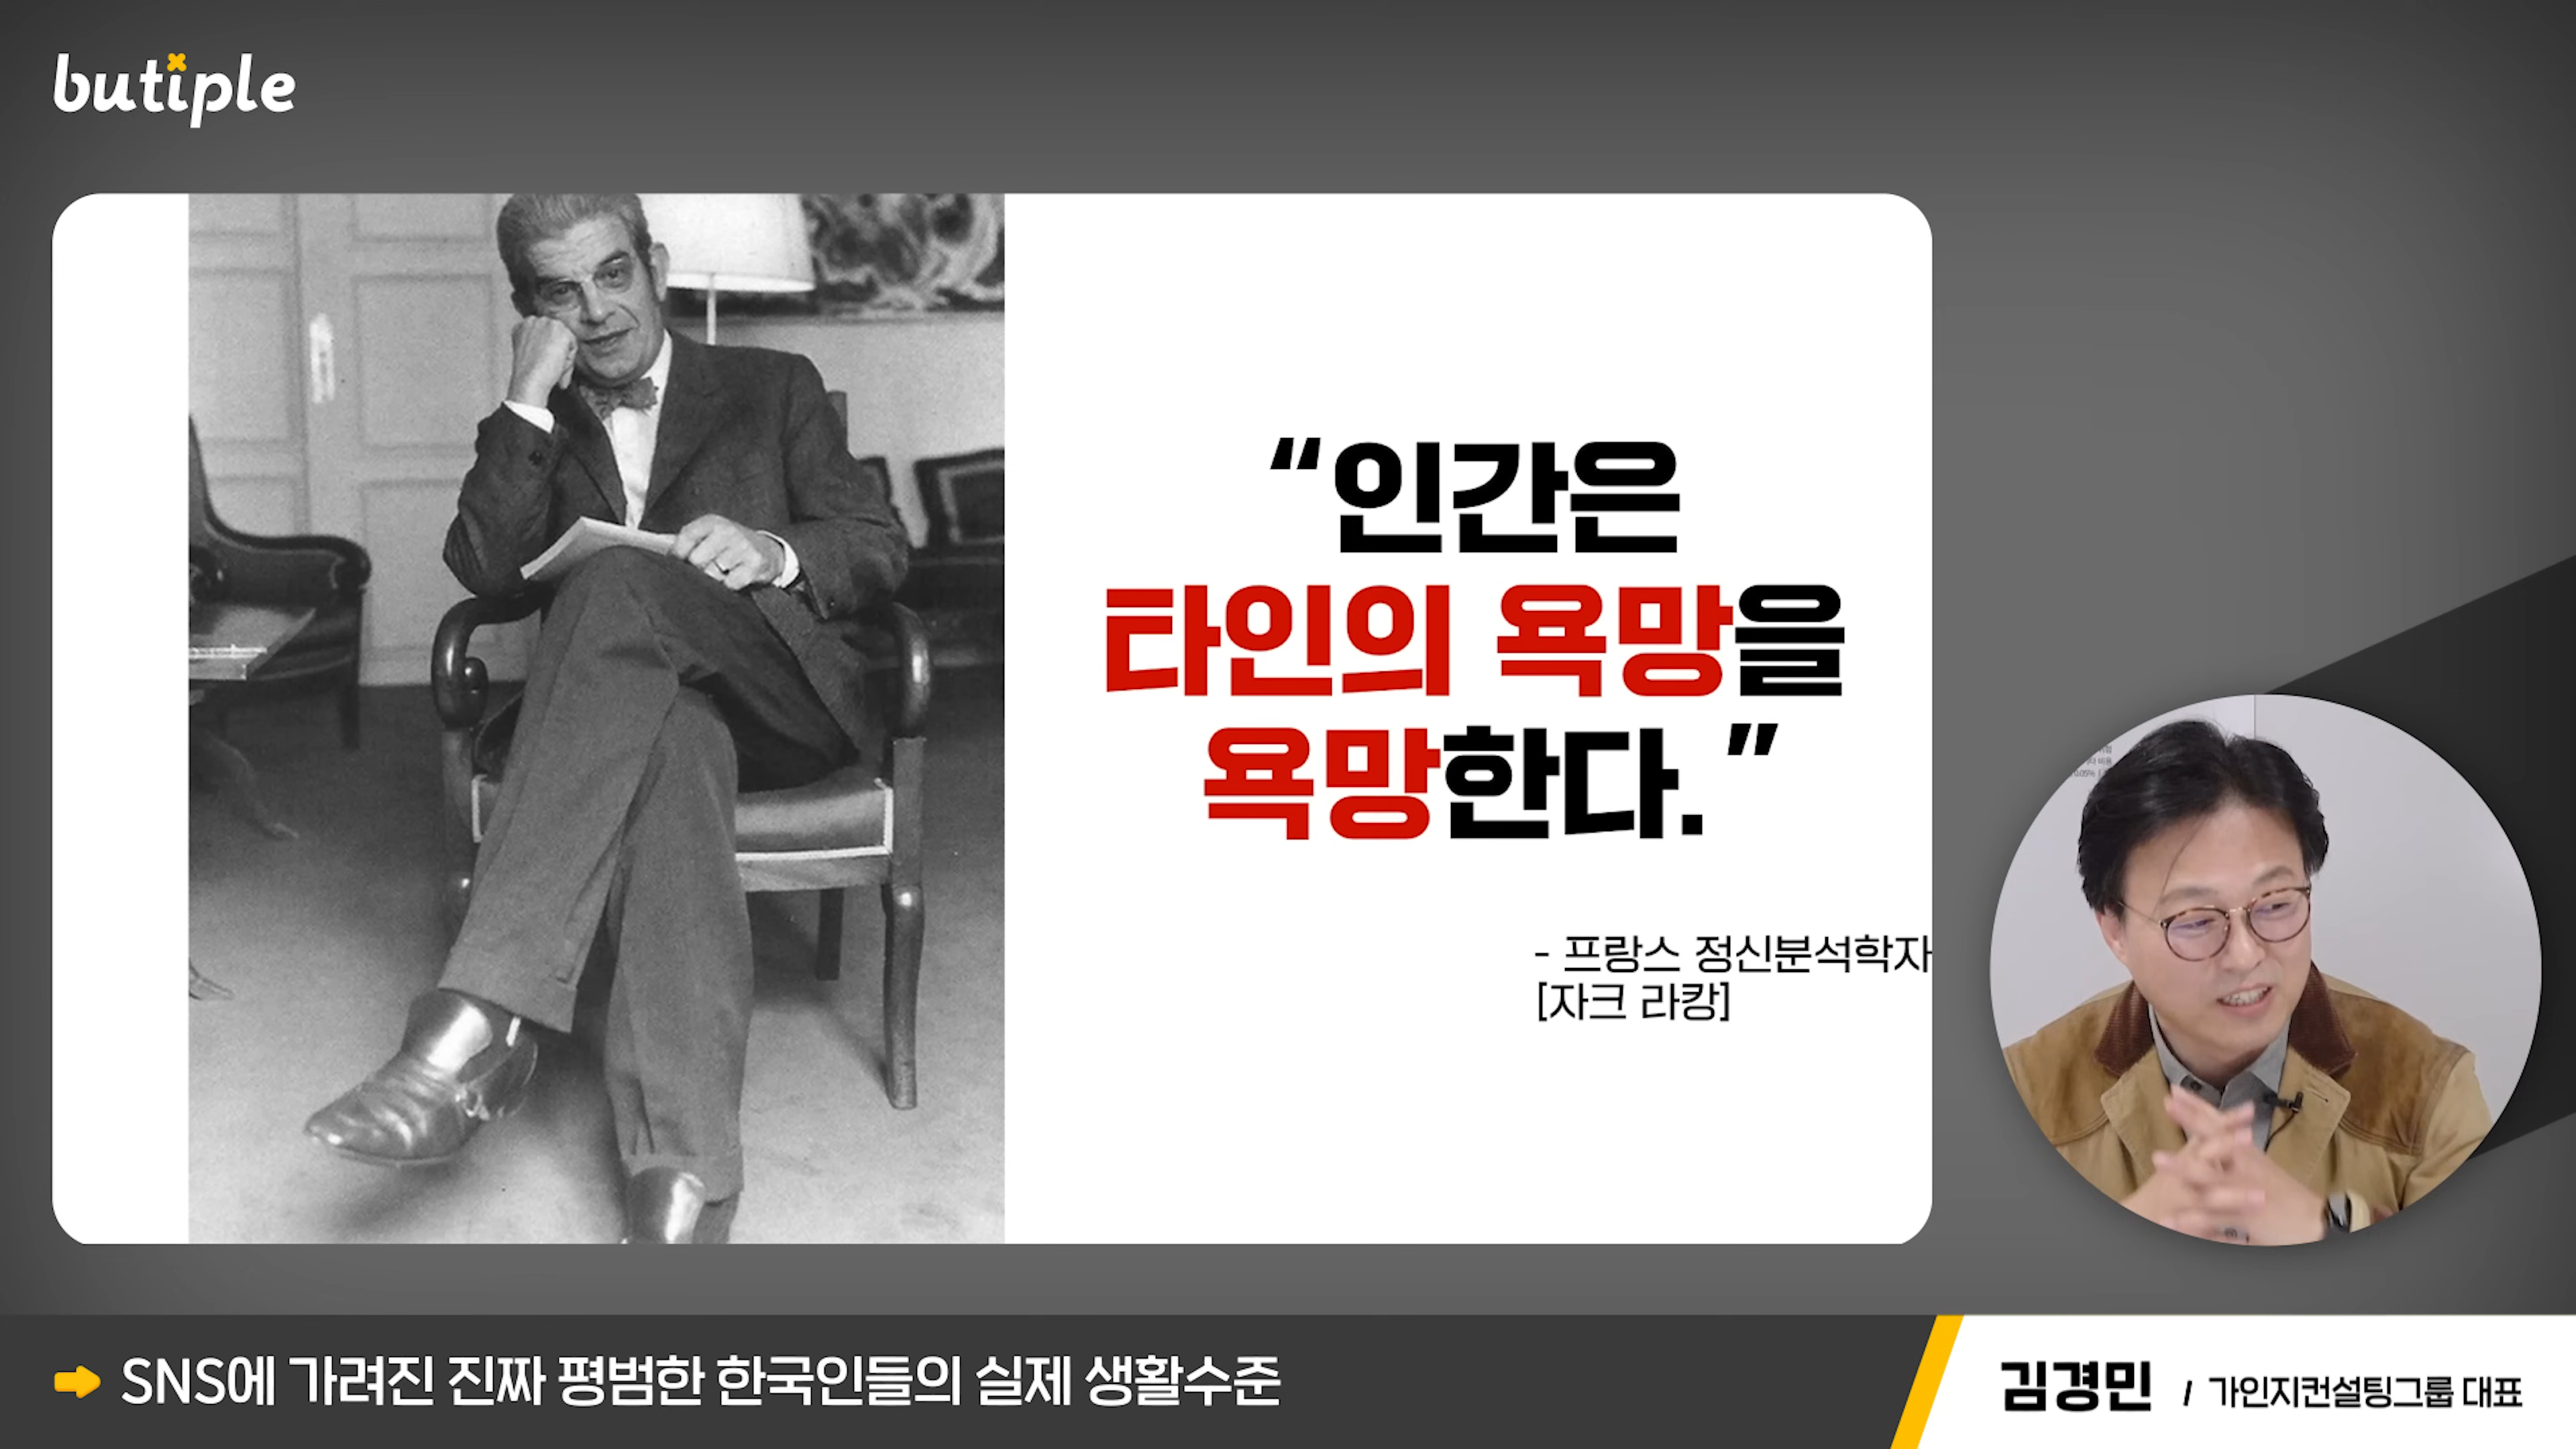 butiple
“인간은
타인의 욕망을
욕망한다.”
- 프랑스 정신분석학자
[자크 라캉]
SNS에 가려진 진짜 평범한 한국인들의 실제 생활수준
김경민 / 가인지컨설팅그룹 대표